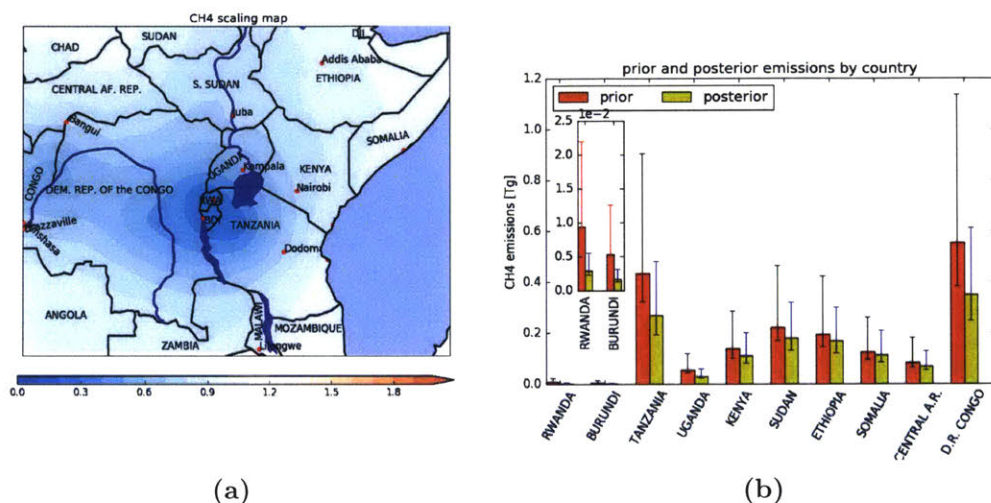 CH4 scaling map
CHAD
SUDAN
DJI
Addis Ababa
ETHIOPIA
S. SUDAN
CENTRAL AF. REP.
Juba
Bangui
SOMALIA
UGANDA
Kampala
KENYA
CONGO
DEM. REP. OF the CONGO
Nairobi
RWA
BDI
TANZANIA
Brazzaville
Kinshasa
Dodoma
ANGOLA
MALAWI
MOZAMBIQUE
ZAMBIA
Lilongwe
0.0 0.3 0.6 0.9 1.2 1.5 1.8
(a)
prior and posterior emissions by country
prior posterior
CH4 emissions [Tg]
1.2
1.0
0.8
0.6
0.4
0.2
0.0
1e-2
2.5
2.0
1.5
1.0
0.5
0.0
RWANDA
BURUNDI
RWANDA
BURUNDI
TANZANIA
UGANDA
KENYA
SUDAN
ETHIOPIA
SOMALIA
CENTRAL A.R.
D.R. CONGO
(b)